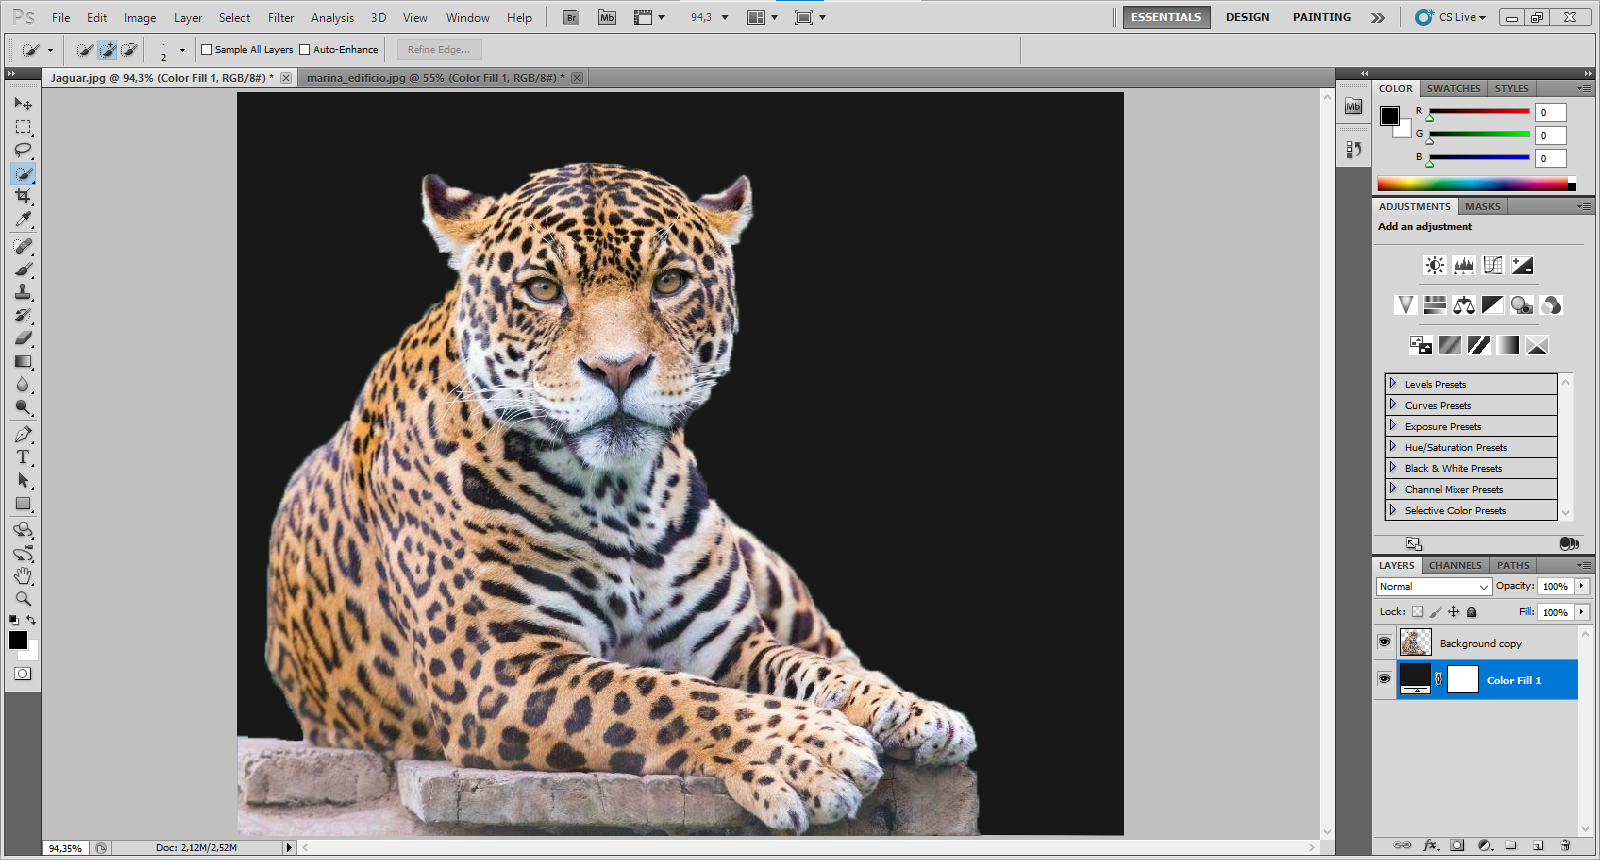 Ps File Edit Image Layer Select Filter Analysis 3D View Window Help Br Mb 94,3 ESSENTIALS DESIGN PAINTING CS Live
2 Sample All Layers Auto-Enhance Refine Edge...
Jaguar.jpg @ 94,3% (Color Fill 1, RGB/8#) * marina_edificio.jpg @ 55% (Color Fill 1, RGB/8#) *
COLOR SWATCHES STYLES
Mb
R 0
G 0
B 0
ADJUSTMENTS MASKS
Add an adjustment
Levels Presets
Curves Presets
Exposure Presets
Hue/Saturation Presets
Black & White Presets
Channel Mixer Presets
Selective Color Presets
T
LAYERS CHANNELS PATHS
Normal Opacity: 100%
Lock: Fill: 100%
Background copy
Color Fill 1
94,35% Doc: 2,12M/2,52M
fx